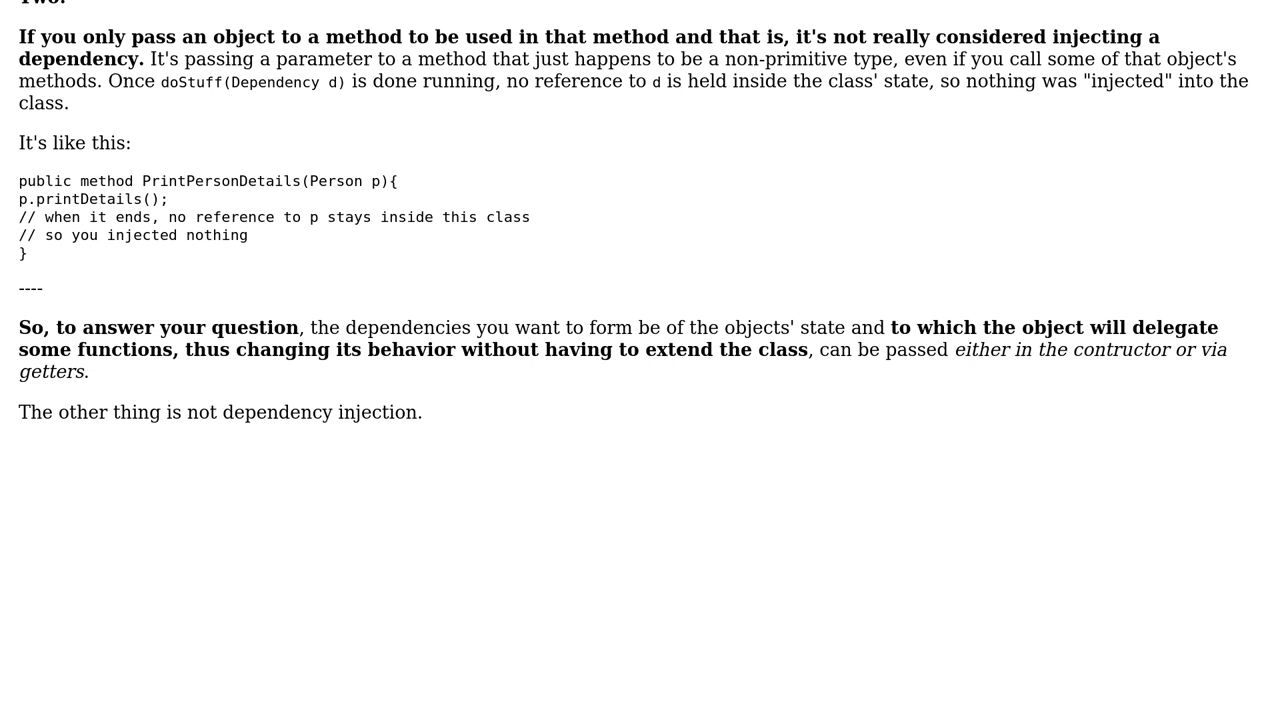 Two.
If you only pass an object to a method to be used in that method and that is, it's not really considered injecting a
dependency. It's passing a parameter to a method that just happens to be a non-primitive type, even if you call some of that object's
methods. Once doStuff(Dependency d) is done running, no reference to d is held inside the class' state, so nothing was "injected" into the
class.
It's like this:
public method PrintPersonDetails(Person p){
p.printDetails();
// when it ends, no reference to p stays inside this class
// so you injected nothing
}
----
So, to answer your question, the dependencies you want to form be of the objects' state and to which the object will delegate
some functions, thus changing its behavior without having to extend the class, can be passed either in the contructor or via
getters.
The other thing is not dependency injection.